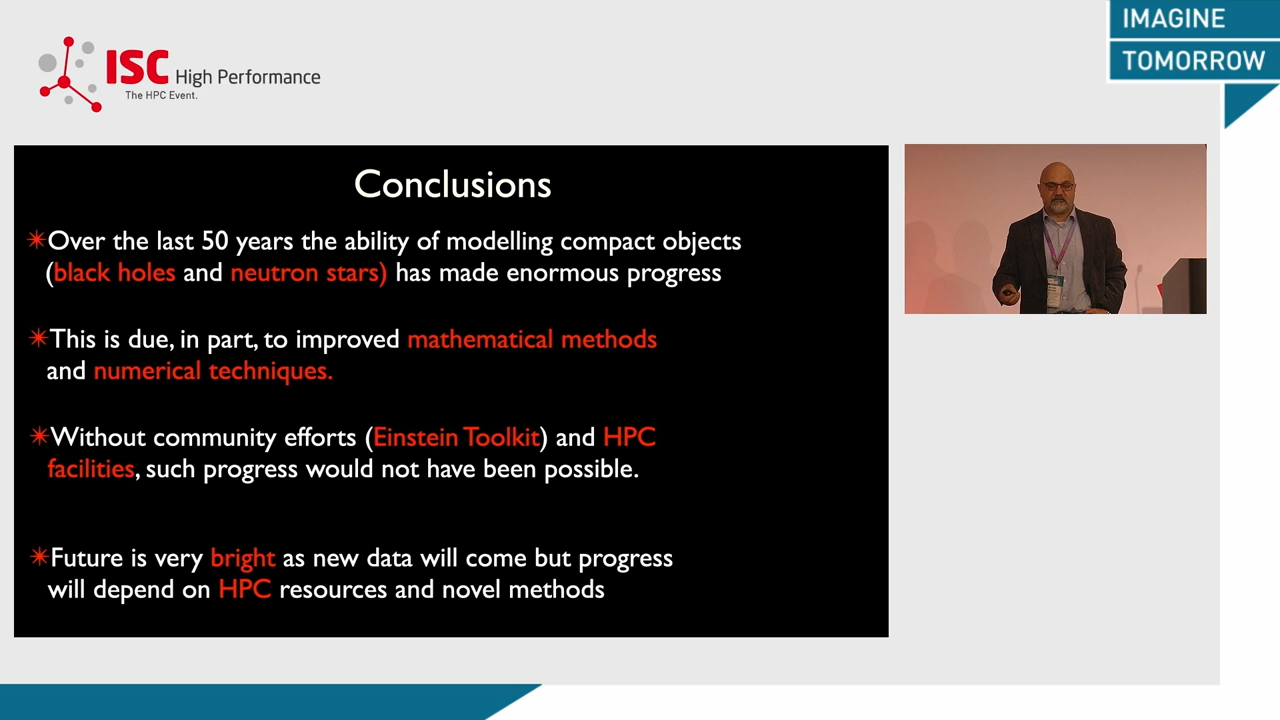 IMAGINE
TOMORROW
ISC High Performance
The HPC Event.
Conclusions
✴Over the last 50 years the ability of modelling compact objects
(black holes and neutron stars) has made enormous progress
✴This is due, in part, to improved mathematical methods
and numerical techniques.
✴Without community efforts (Einstein Toolkit) and HPC
facilities, such progress would not have been possible.
✴Future is very bright as new data will come but progress
will depend on HPC resources and novel methods